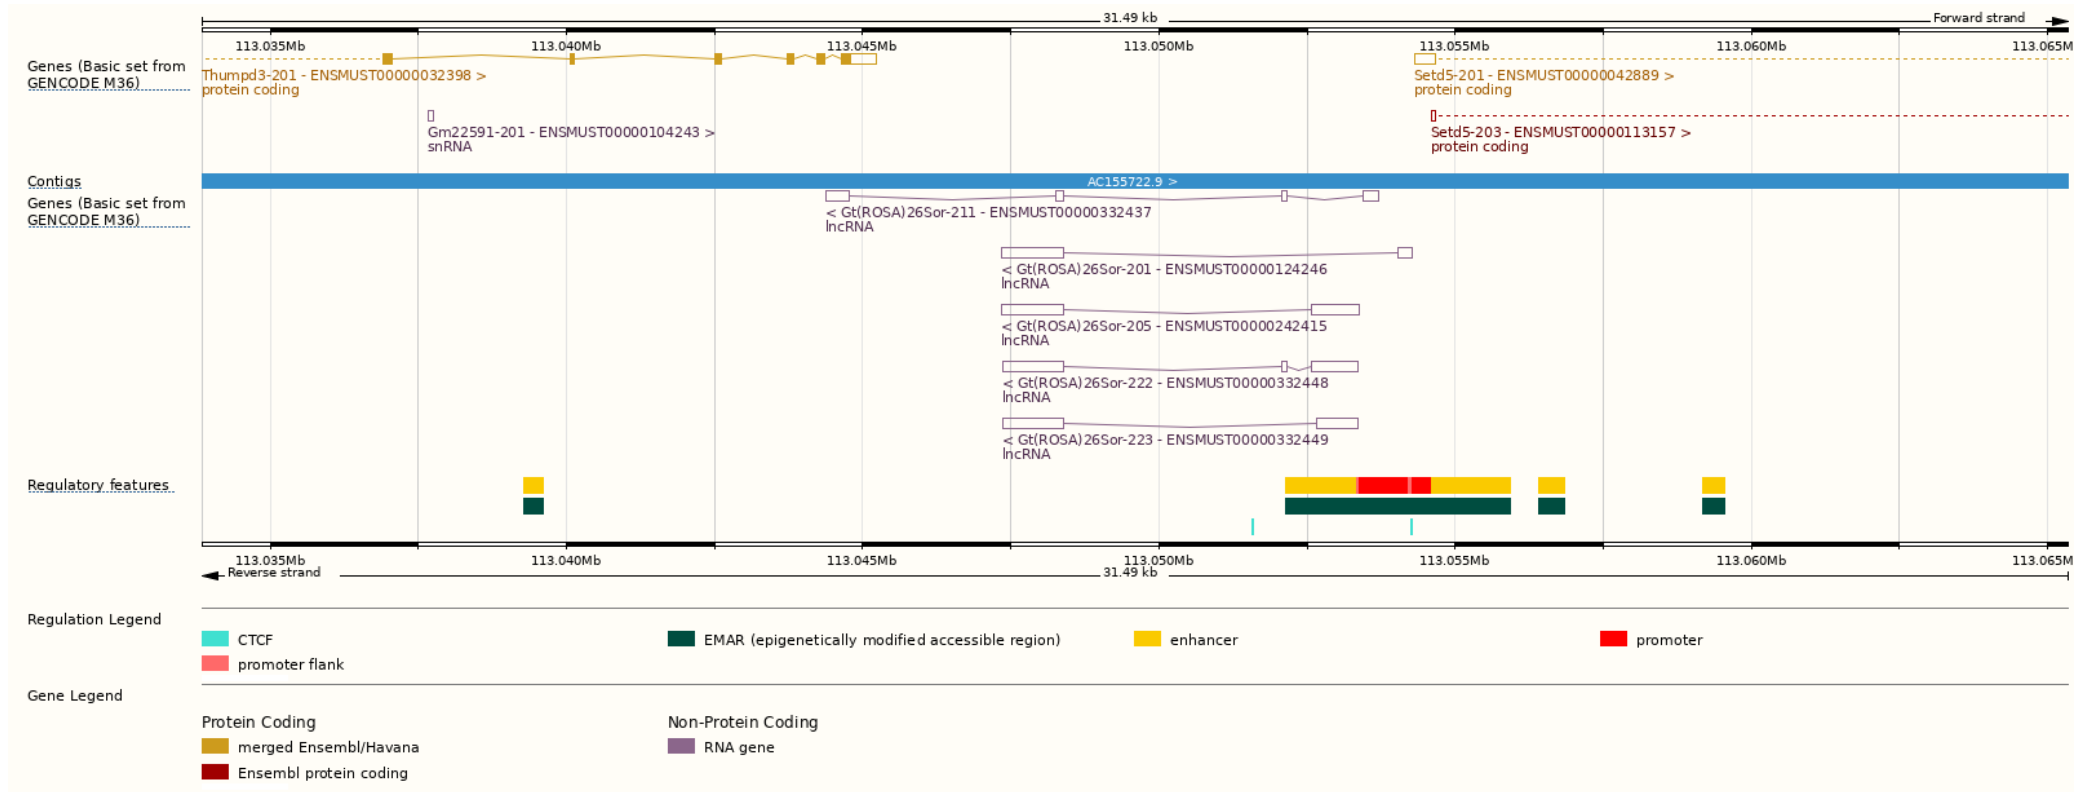 31.49 kb
Forward strand
113.035Mb 113.040Mb 113.045Mb 113.050Mb 113.055Mb 113.060Mb 113.065M
Genes (Basic set from
GENCODE M36)
Thumpd3-201 - ENSMUST00000032398 >
protein coding
Setd5-201 - ENSMUST00000042889 >
protein coding
Gm22591-201 - ENSMUST00000104243 >
snRNA
Setd5-203 - ENSMUST00000113157 >
protein coding
Contigs
AC155722.9 >
Genes (Basic set from
GENCODE M36)
< Gt(ROSA)26Sor-211 - ENSMUST00000332437
lncRNA
< Gt(ROSA)26Sor-201 - ENSMUST00000124246
lncRNA
< Gt(ROSA)26Sor-205 - ENSMUST00000242415
lncRNA
< Gt(ROSA)26Sor-222 - ENSMUST00000332448
lncRNA
< Gt(ROSA)26Sor-223 - ENSMUST00000332449
lncRNA
Regulatory features
113.035Mb 113.040Mb 113.045Mb 113.050Mb 113.055Mb 113.060Mb 113.065M
Reverse strand
31.49 kb
Regulation Legend
CTCF
EMAR (epigenetically modified accessible region)
enhancer
promoter
promoter flank
Gene Legend
Protein Coding
Non-Protein Coding
merged Ensembl/Havana
RNA gene
Ensembl protein coding